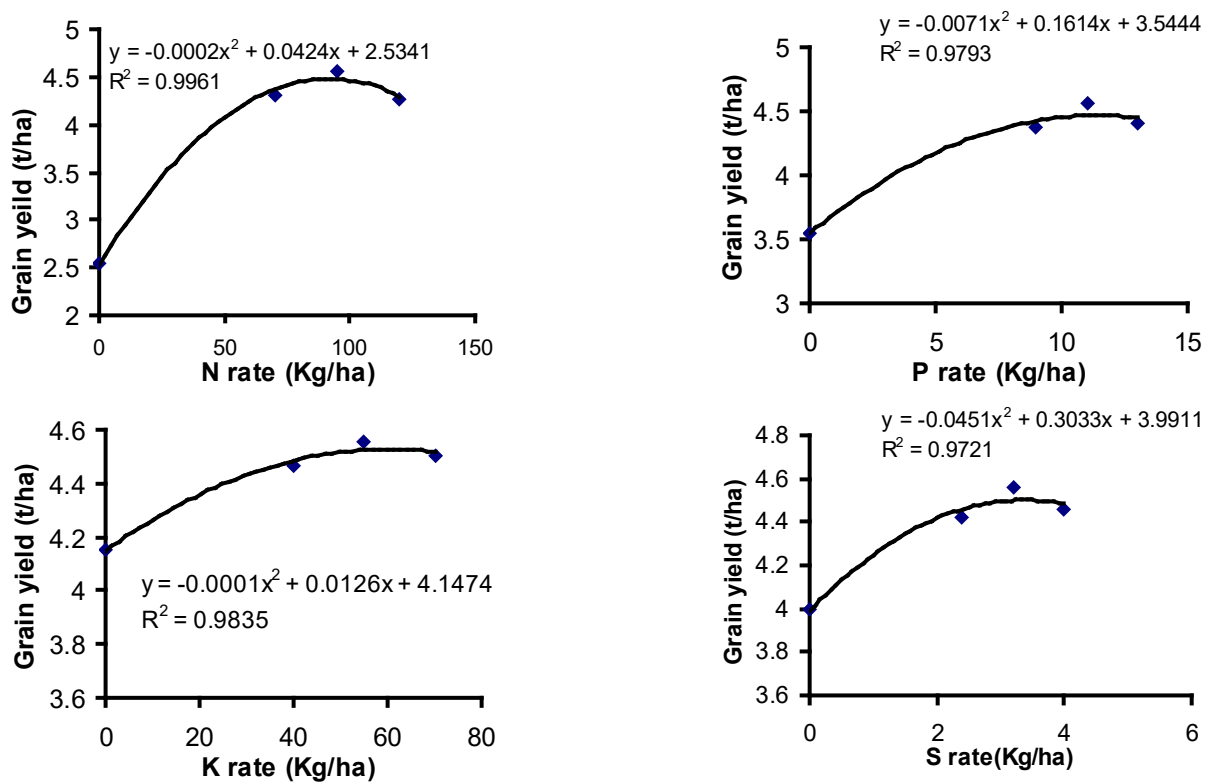 y = -0.0002x² + 0.0424x + 2.5341
R² = 0.9961
5
4.5
4
3.5
3
2.5
2
Grain yeild (t/ha)
0 50 100 150
N rate (Kg/ha)
y = -0.0071x² + 0.1614x + 3.5444
R² = 0.9793
5
4.5
4
3.5
3
Grain yield (t/ha)
0 5 10 15
P rate (Kg/ha)
4.6
4.4
4.2
4
3.8
3.6
Grain yield (t/ha)
y = -0.0001x² + 0.0126x + 4.1474
R² = 0.9835
0 20 40 60 80
K rate (Kg/ha)
y = -0.0451x² + 0.3033x + 3.9911
R² = 0.9721
4.8
4.6
4.4
4.2
4
3.8
3.6
Grain yield (t/ha)
0 2 4 6
S rate(Kg/ha)